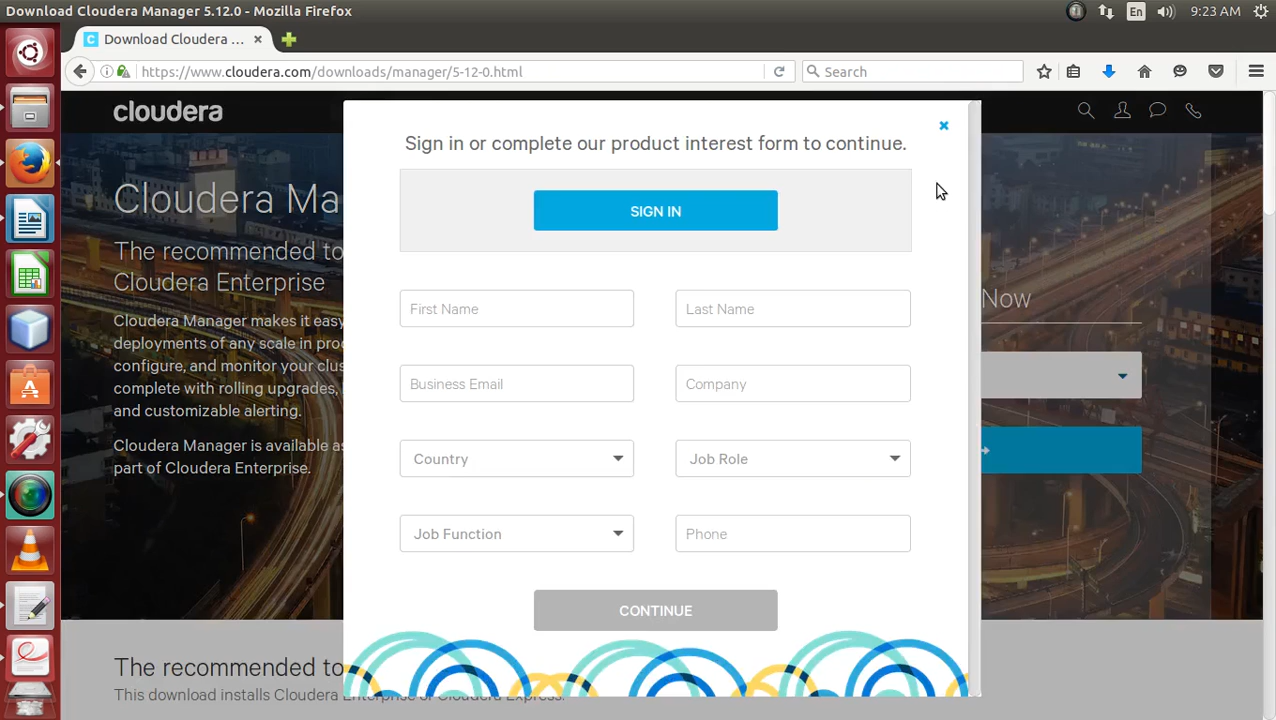 Download Cloudera Manager 5.12.0 - Mozilla Firefox
En
9:23 AM
Download Cloudera ...
https://www.cloudera.com/downloads/manager/5-12-0.html
Search
cloudera
Sign in or complete our product interest form to continue.
SIGN IN
First Name
Last Name
Business Email
Company
Country
Job Role
Job Function
Phone
CONTINUE
Cloudera Ma
The recommended to
Cloudera Enterprise
Cloudera Manager makes it easy
deployments of any scale in pro
configure, and monitor your clus
complete with rolling upgrades,
and customizable alerting.
Cloudera Manager is available as
part of Cloudera Enterprise.
Now
The recommended to
This download installs Cloudera Enterprise or Cloudera Express.